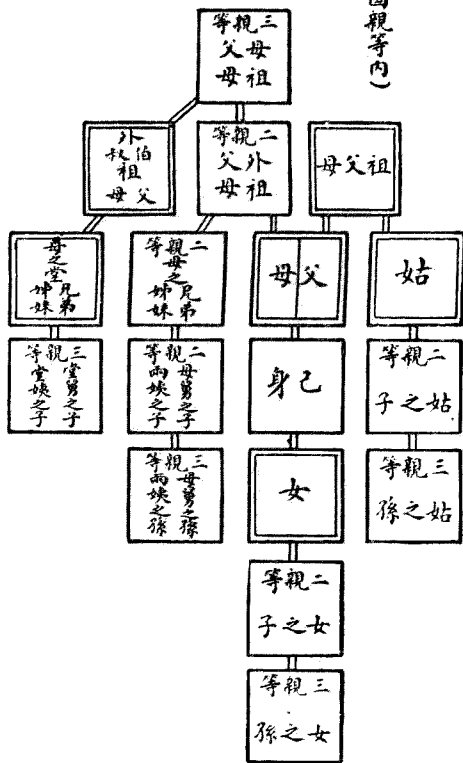 親等內)
三親等
母祖
父母
祖父母
二親等
外祖
父母
外
伯叔
祖
父母
姑
父母
二親等
母之
兄弟
姊妹
母之堂
兄弟
姊妹
二親等
姑之子
己身
二親等
母舅之子
兩姨之子
三親等
堂舅之子
堂姨之子
三親等
姑之孫
女
三親等
母舅之孫
兩姨之孫
二親等
女之子
三親等
女之孫